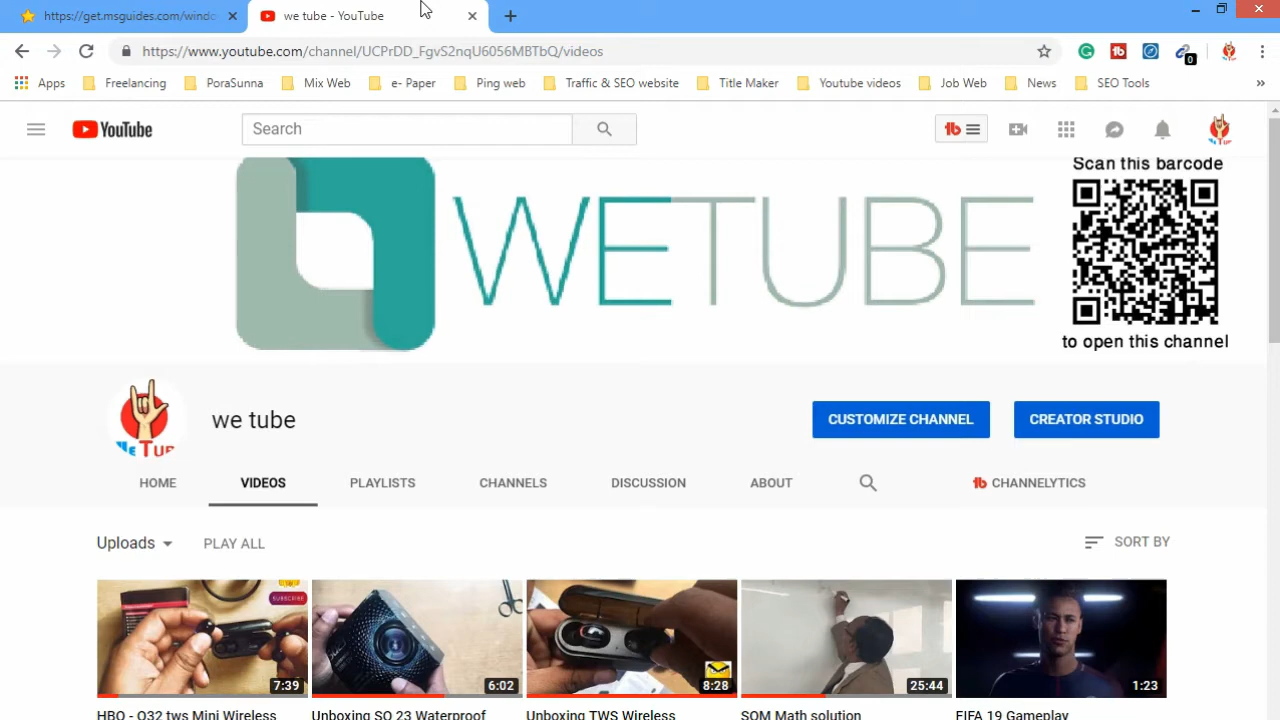 https://get.msguides.com/windo
we tube - YouTube
https://www.youtube.com/channel/UCPrDD_FgvS2nqU6056MBTbQ/videos
0
Apps
Freelancing
PoraSunna
Mix Web
e- Paper
Ping web
Traffic & SEO website
Title Maker
Youtube videos
Job Web
News
SEO Tools
»
YouTube
Search
WETUBE
Scan this barcode
to open this channel
we tube
CUSTOMIZE CHANNEL
CREATOR STUDIO
HOME
VIDEOS
PLAYLISTS
CHANNELS
DISCUSSION
ABOUT
CHANNELYTICS
Uploads
PLAY ALL
SORT BY
SUBSCRIBE
7:39
6:02
8:28
25:44
1:23
HBQ - Q32 tws Mini Wireless
Unboxing SQ 23 Waterproof
Unboxing TWS Wireless
SQM Math solution
FIFA 19 Gameplay